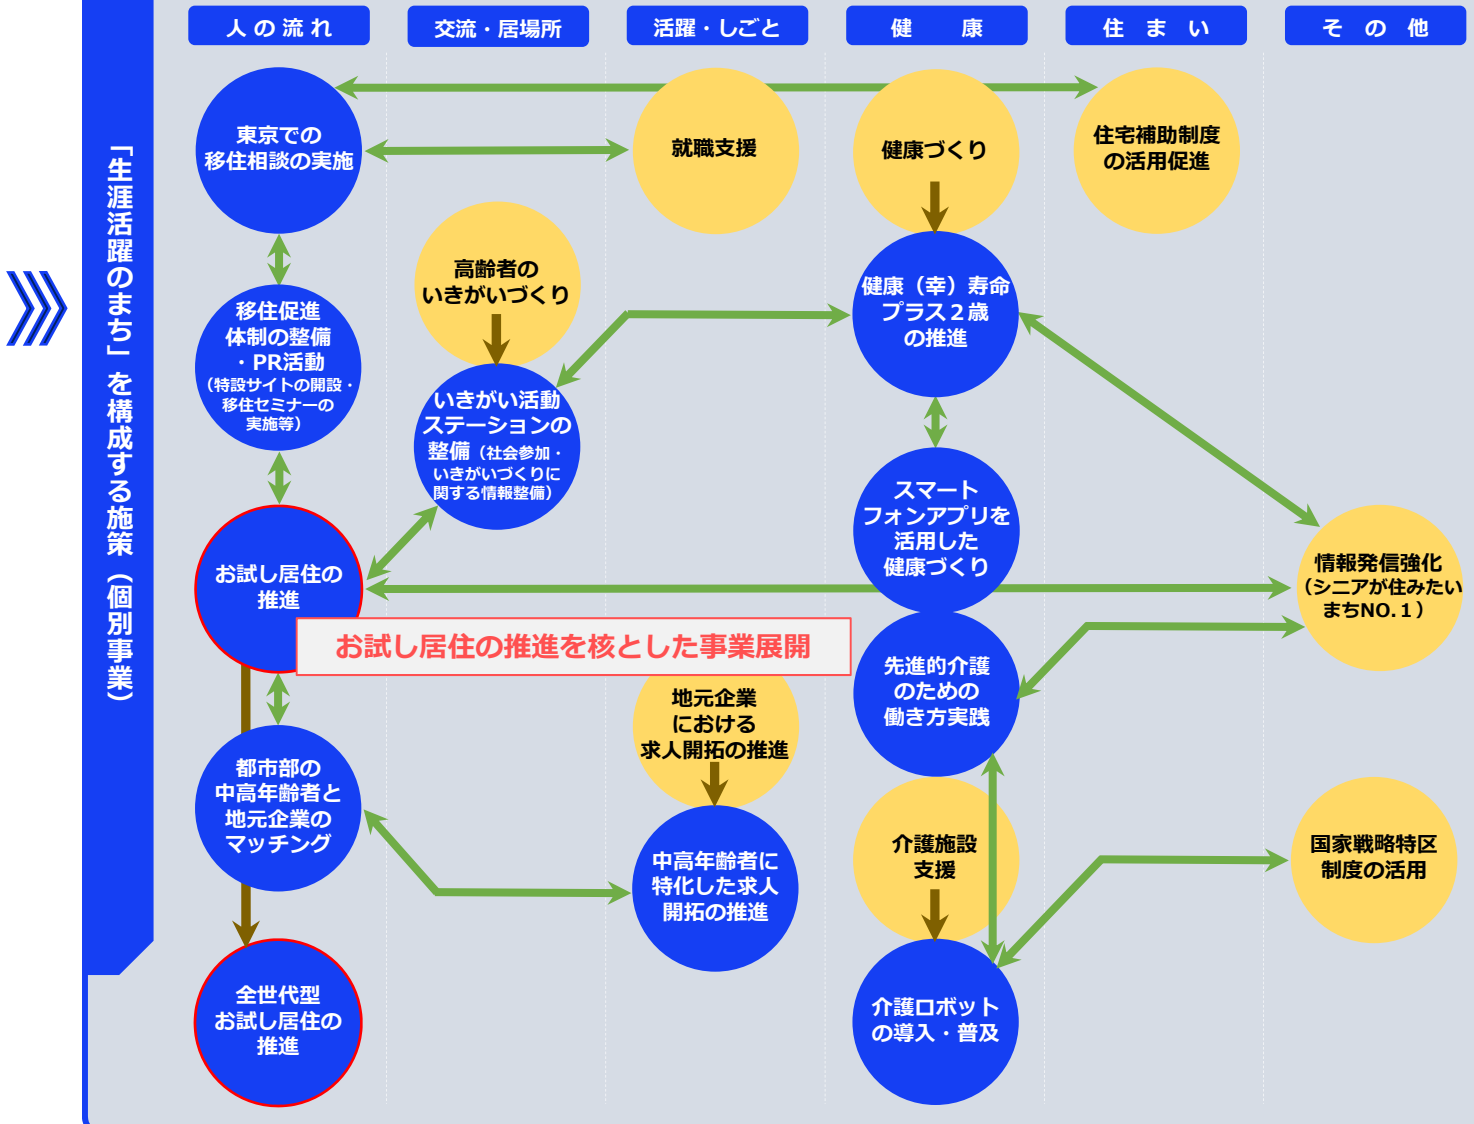 「生涯活躍のまち」を構成する施策（個別事業）
人の流れ
交流・居場所
活躍・しごと
健康
住まい
その他
東京での
移住相談の実施
就職支援
健康づくり
住宅補助制度
の活用促進
高齢者の
いきがいづくり
移住促進
体制の整備
・PR活動
（特設サイトの開設・
移住セミナーの
実施等）
健康（幸）寿命
プラス２歳
の推進
いきがい活動
ステーションの
整備（社会参加・
いきがいづくりに
関する情報整備）
スマート
フォンアプリを
活用した
健康づくり
お試し居住の
推進
情報発信強化
（シニアが住みたい
まちNO.１）
お試し居住の推進を核とした事業展開
地元企業
における
求人開拓の推進
先進的介護
のための
働き方実践
都市部の
中高年齢者と
地元企業の
マッチング
中高年齢者に
特化した求人
開拓の推進
介護施設
支援
国家戦略特区
制度の活用
全世代型
お試し居住の
推進
介護ロボット
の導入・普及